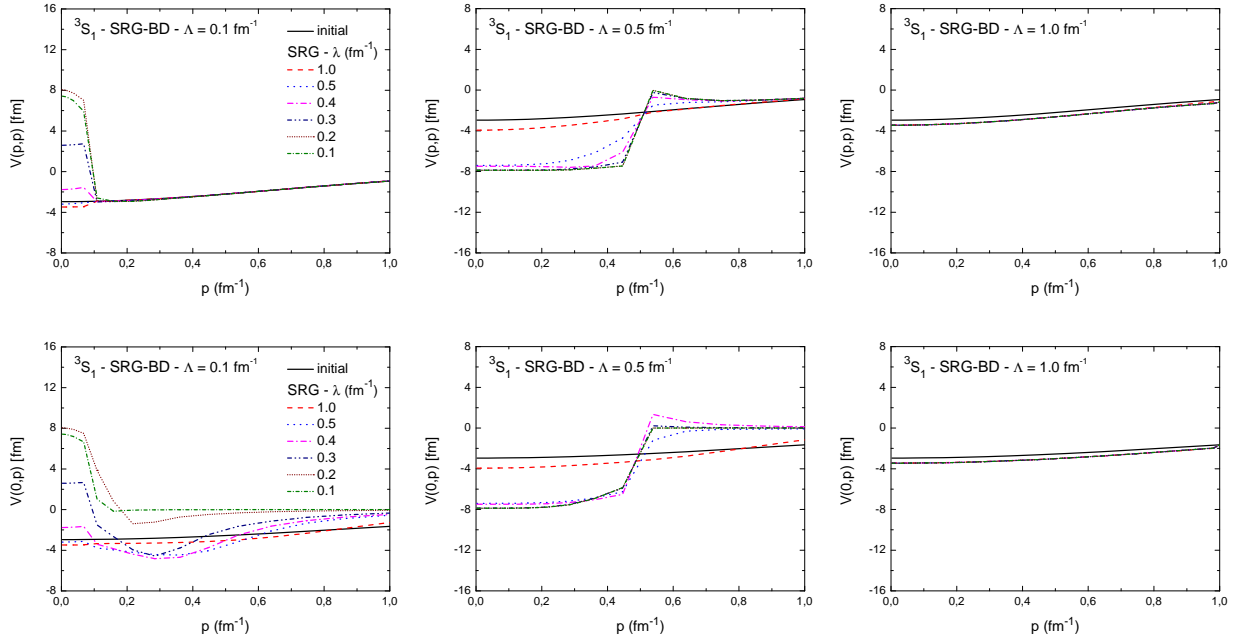 ³S₁ - SRG-BD - Λ = 0.1 fm⁻¹
initial
SRG - λ (fm⁻¹)
1.0
0.5
0.4
0.3
0.2
0.1
V(p,p) [fm]
16
12
8
4
0
-4
-8
0,0 0,2 0,4 0,6 0,8 1,0
p (fm⁻¹)
³S₁ - SRG-BD - Λ = 0.5 fm⁻¹
V(p,p) [fm]
8
4
0
-4
-8
-12
-16
0,0 0,2 0,4 0,6 0,8 1,0
p (fm⁻¹)
³S₁ - SRG-BD - Λ = 1.0 fm⁻¹
V(p,p) [fm]
8
4
0
-4
-8
-12
-16
0,0 0,2 0,4 0,6 0,8 1,0
p (fm⁻¹)
³S₁ - SRG-BD - Λ = 0.1 fm⁻¹
initial
SRG - λ (fm⁻¹)
1.0
0.5
0.4
0.3
0.2
0.1
V(0,p) [fm]
16
12
8
4
0
-4
-8
0,0 0,2 0,4 0,6 0,8 1,0
p (fm⁻¹)
³S₁ - SRG-BD - Λ = 0.5 fm⁻¹
V(0,p) [fm]
8
4
0
-4
-8
-12
-16
0,0 0,2 0,4 0,6 0,8 1,0
p (fm⁻¹)
³S₁ - SRG-BD - Λ = 1.0 fm⁻¹
V(0,p) [fm]
8
4
0
-4
-8
-12
-16
0,0 0,2 0,4 0,6 0,8 1,0
p (fm⁻¹)